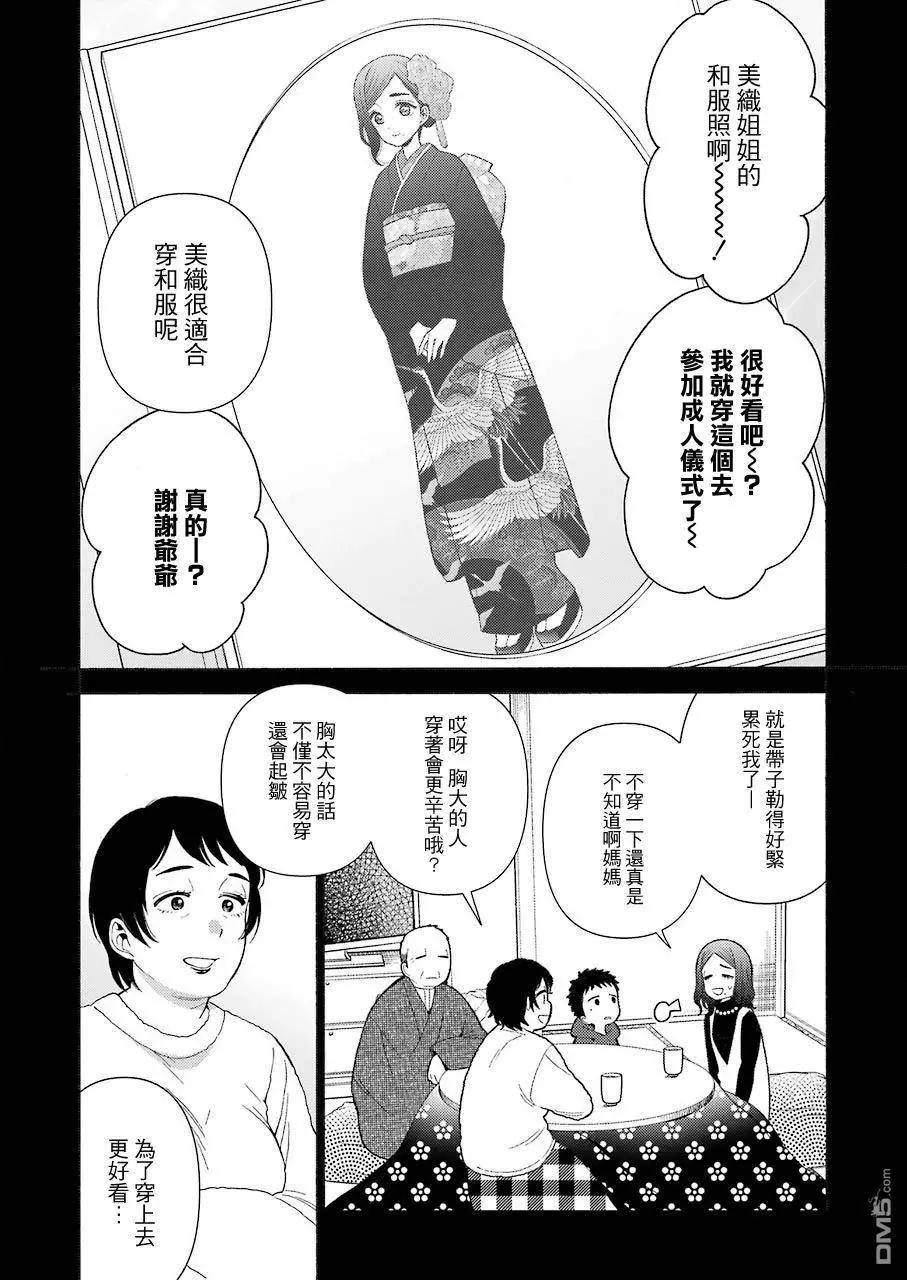 美織姐姐的
和服照啊~~~~~!
很好看吧~?
我就穿這個去
參加成人儀式了~
美織很適合
穿和服呢
真的ー?
謝謝爺爺
就是帶子勒得好緊
累死我了ー
不穿一下還真是
不知道啊媽媽
哎呀 胸大的人
穿著會更辛苦哦?
胸太大的話
不僅不容易穿
還會起皺
為了穿上去
更好看…
DM5.com